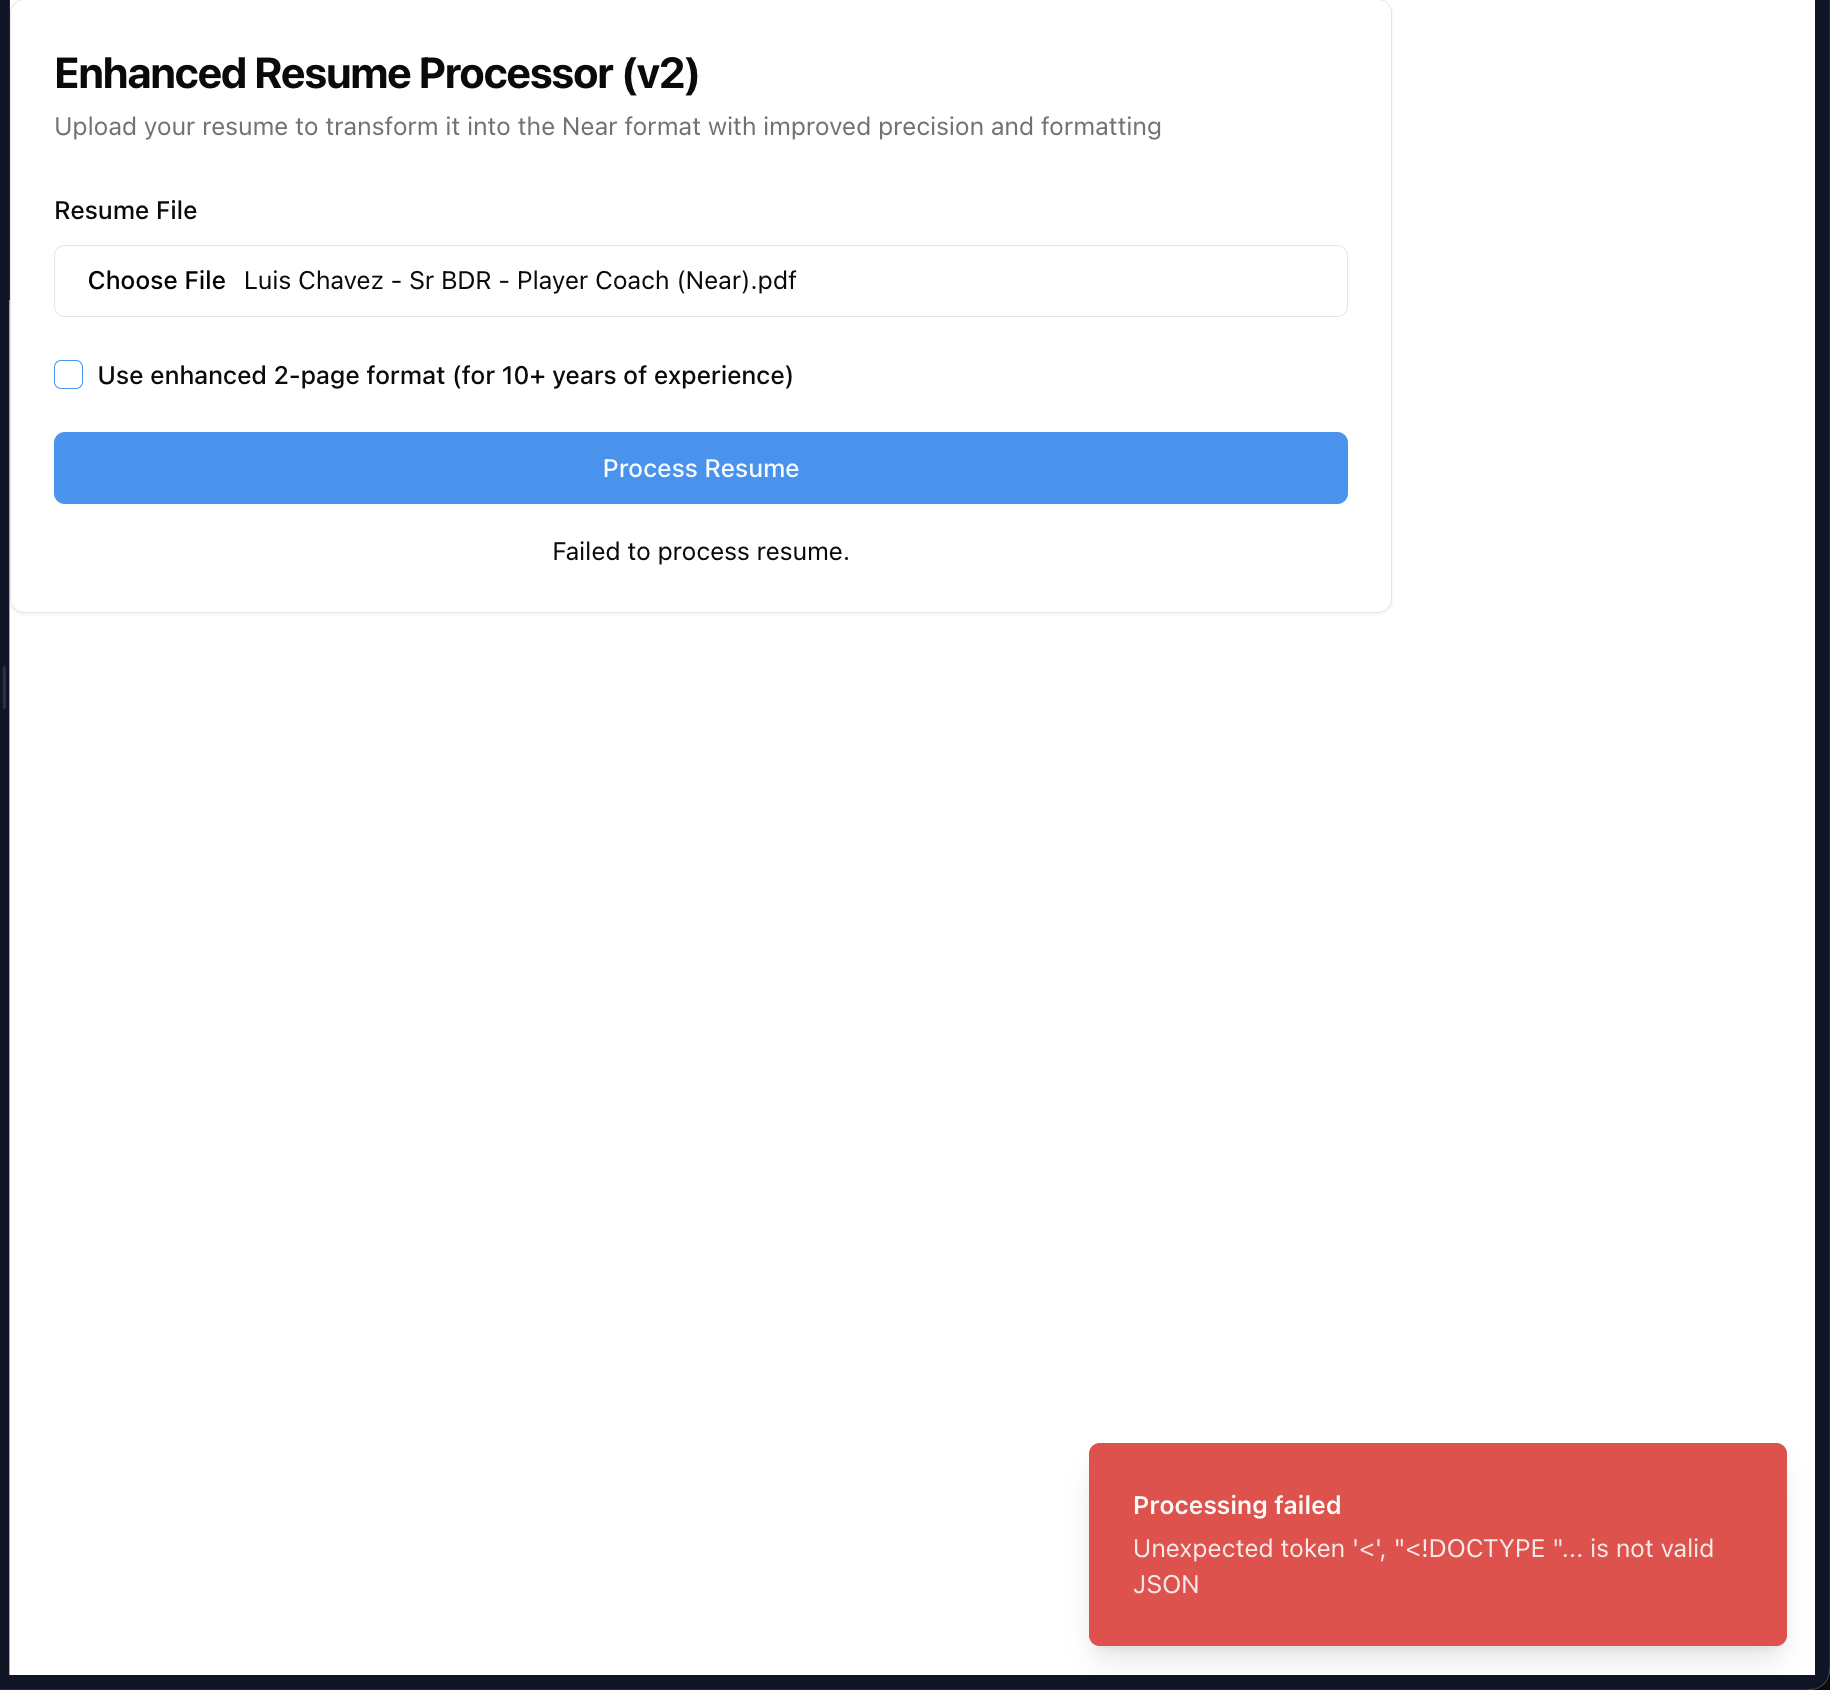 Enhanced Resume Processor (v2)
Upload your resume to transform it into the Near format with improved precision and formatting
Resume File
Choose File Luis Chavez - Sr BDR - Player Coach (Near).pdf
Use enhanced 2-page format (for 10+ years of experience)
Process Resume
Failed to process resume.
Processing failed
Unexpected token '<', "<!DOCTYPE "... is not valid
JSON